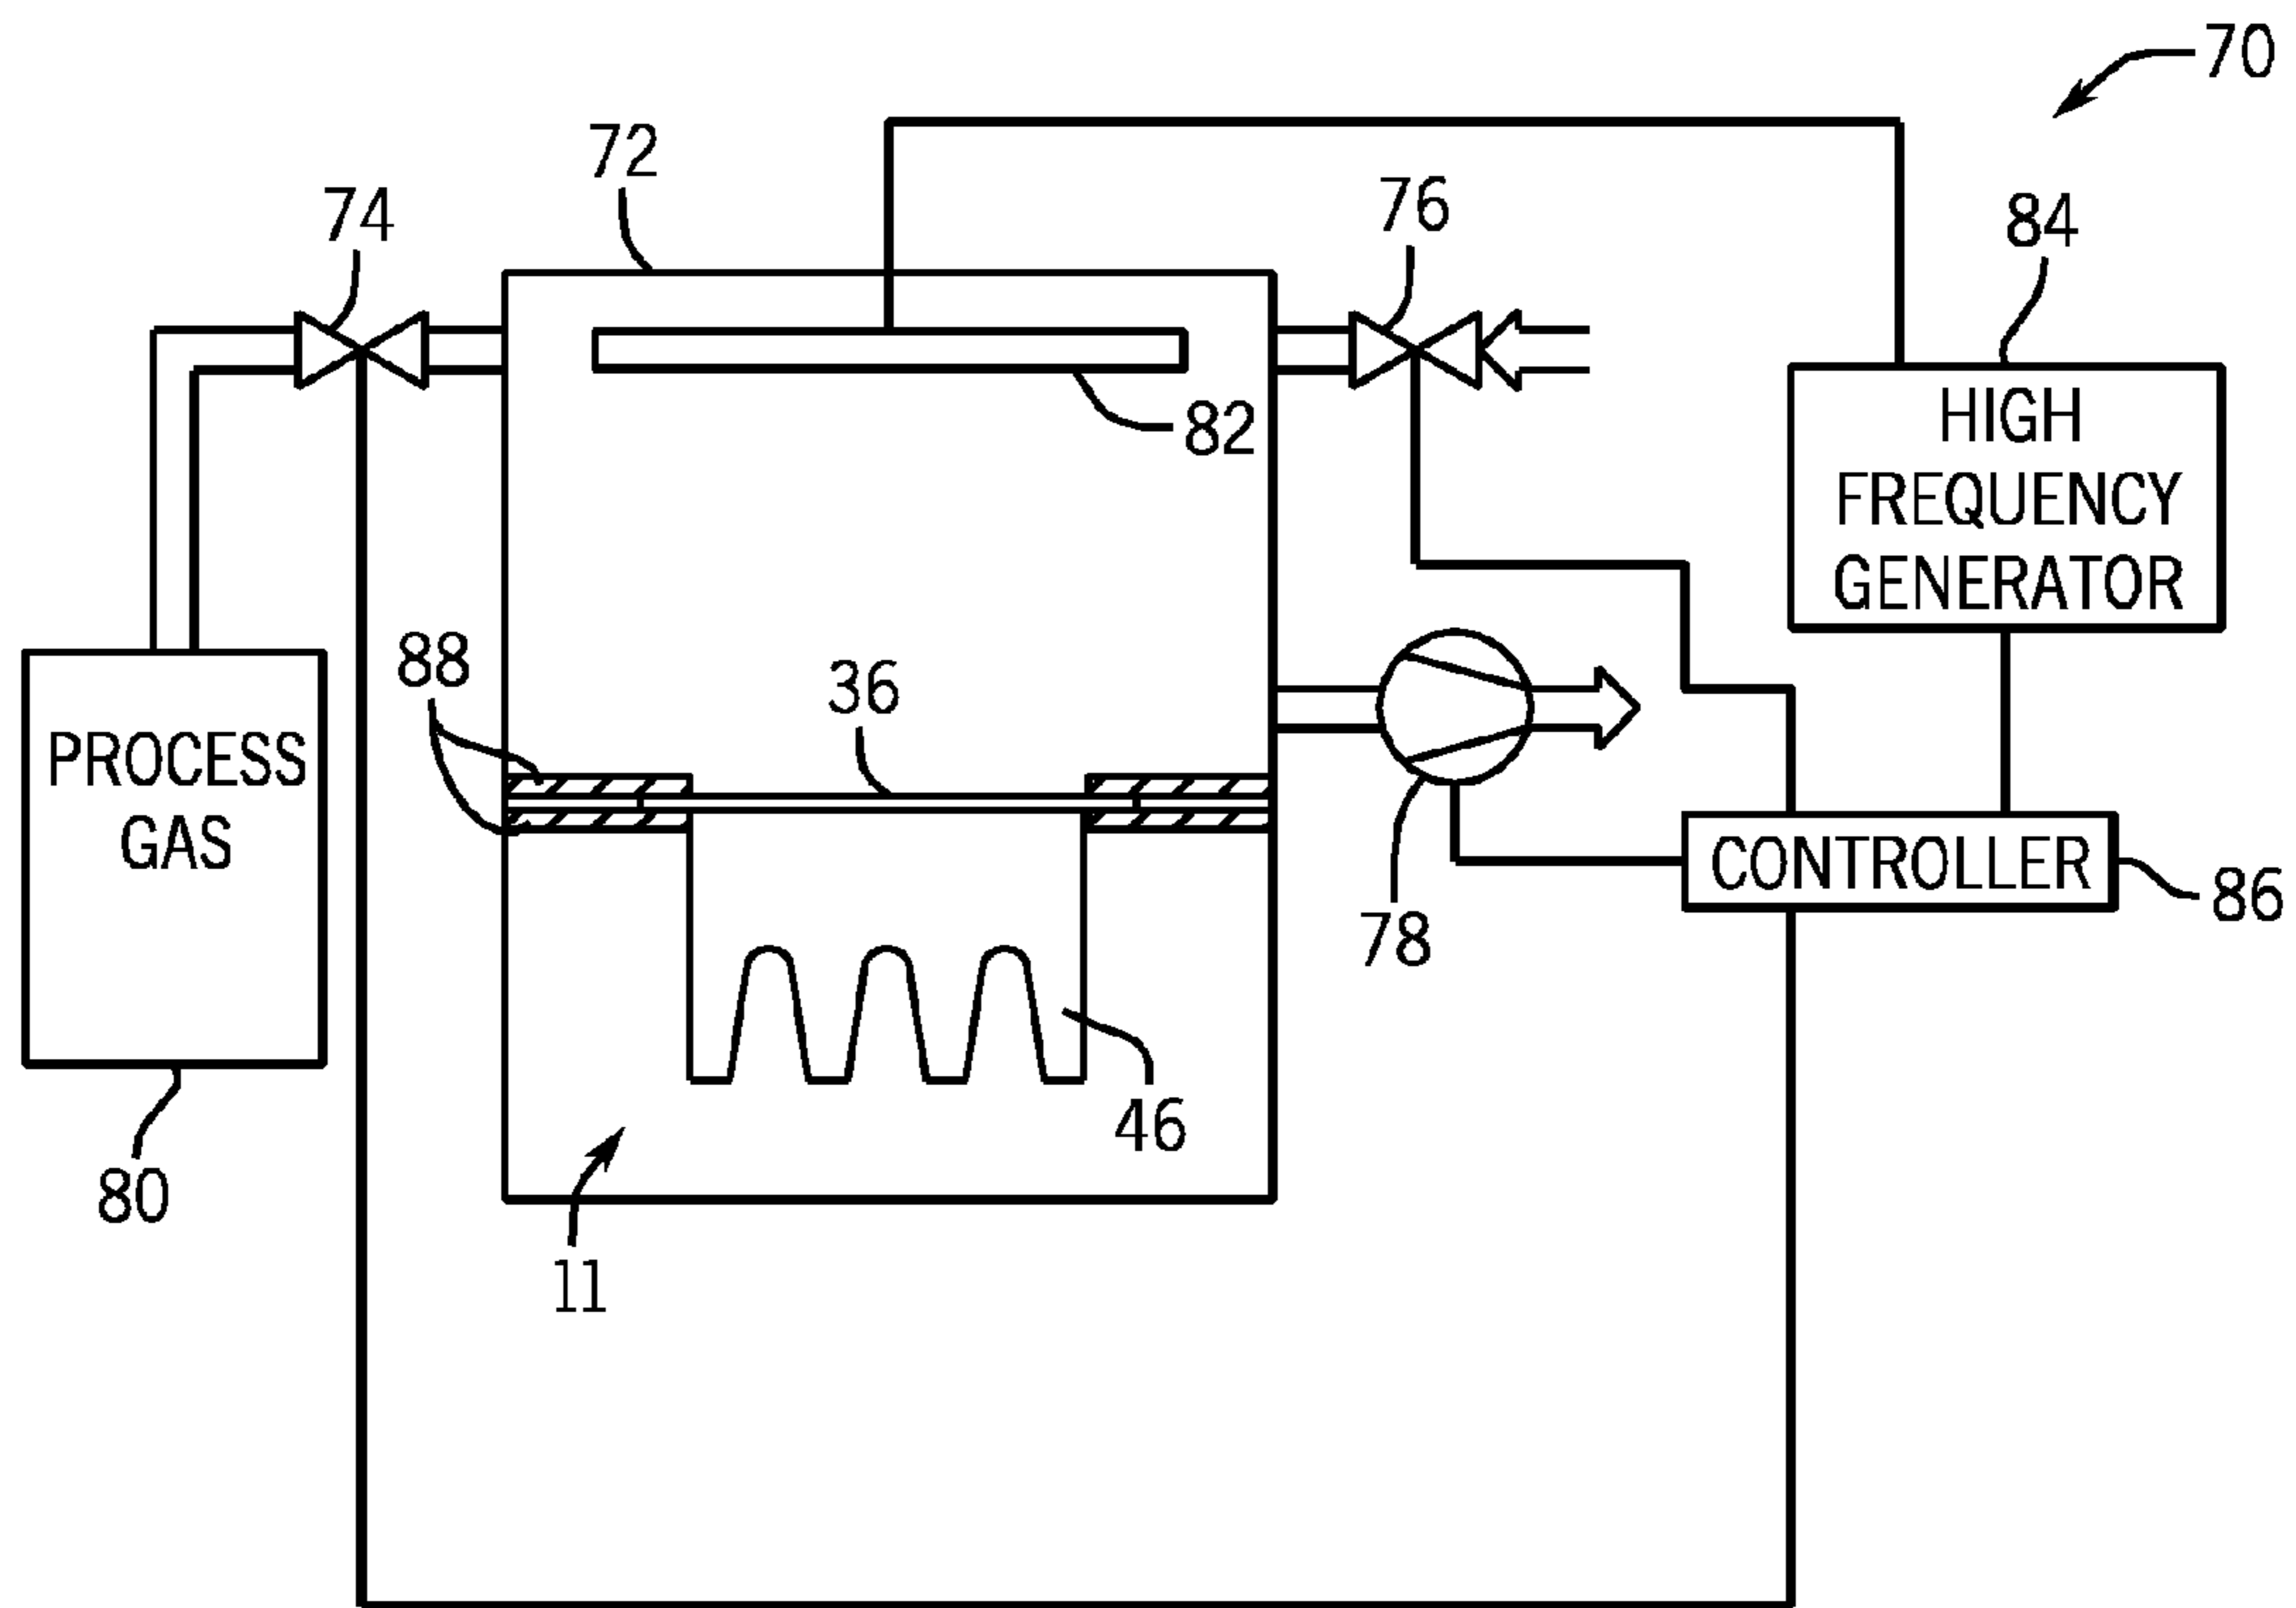 70
72
74
76
84
HIGH
FREQUENCY
GENERATOR
82
88
36
PROCESS
GAS
CONTROLLER
86
78
46
80
11